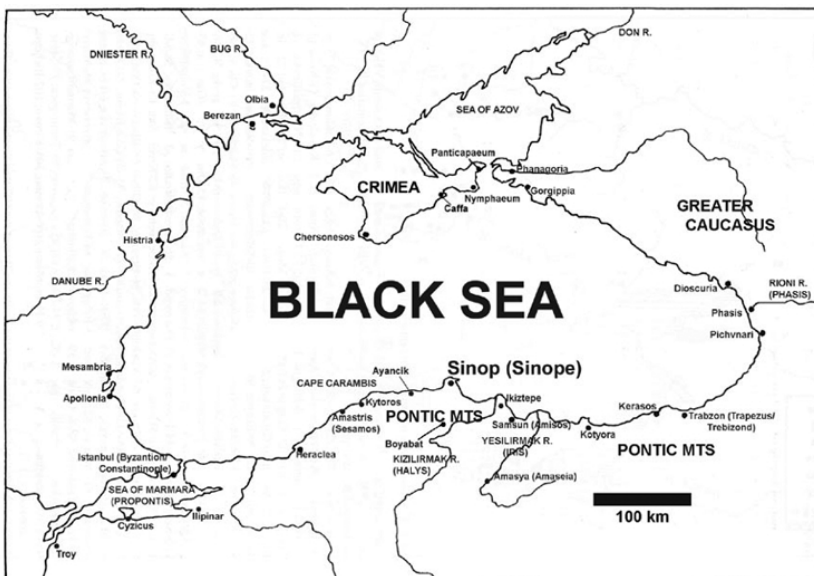 DNIESTER R.
BUG R.
DON R.
Olbia
Berezan
SEA OF AZOV
Panticapaeum
Phanagoria
CRIMEA
Nymphaeum
Gorgippia
Caffa
GREATER
CAUCASUS
Chersonesos
Histria
DANUBE R.
BLACK SEA
Dioscuria
RIONI R.
(PHASIS)
Phasis
Pichvnari
Mesambria
Apollonia
Ayancik
Sinop (Sinope)
CAPE CARAMBIS
Kytoros
Ikiztepe
Amastris
(Sesamos)
PONTIC MTS
Samsun (Amisos)
Kerasos
Trabzon (Trapezus/
Trebizond)
Kotyora
PONTIC MTS
Boyabat
YESILIRMAK R.
(IRIS)
KIZILIRMAK R.
(HALYS)
Heraclea
Istanbul (Byzantion/
Constantinople)
SEA OF MARMARA
(PROPONTIS)
Amasya (Amaseia)
Ilipinar
Cyzicus
100 km
Troy